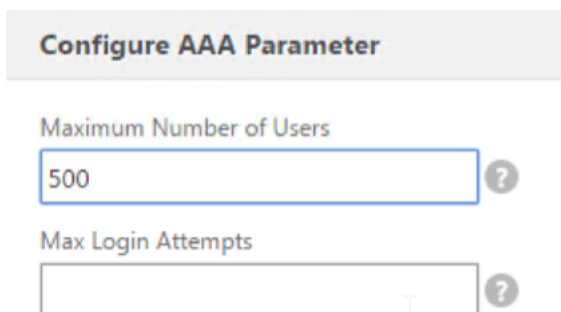 Configure AAA Parameter
Maximum Number of Users
500
?
Max Login Attempts
?